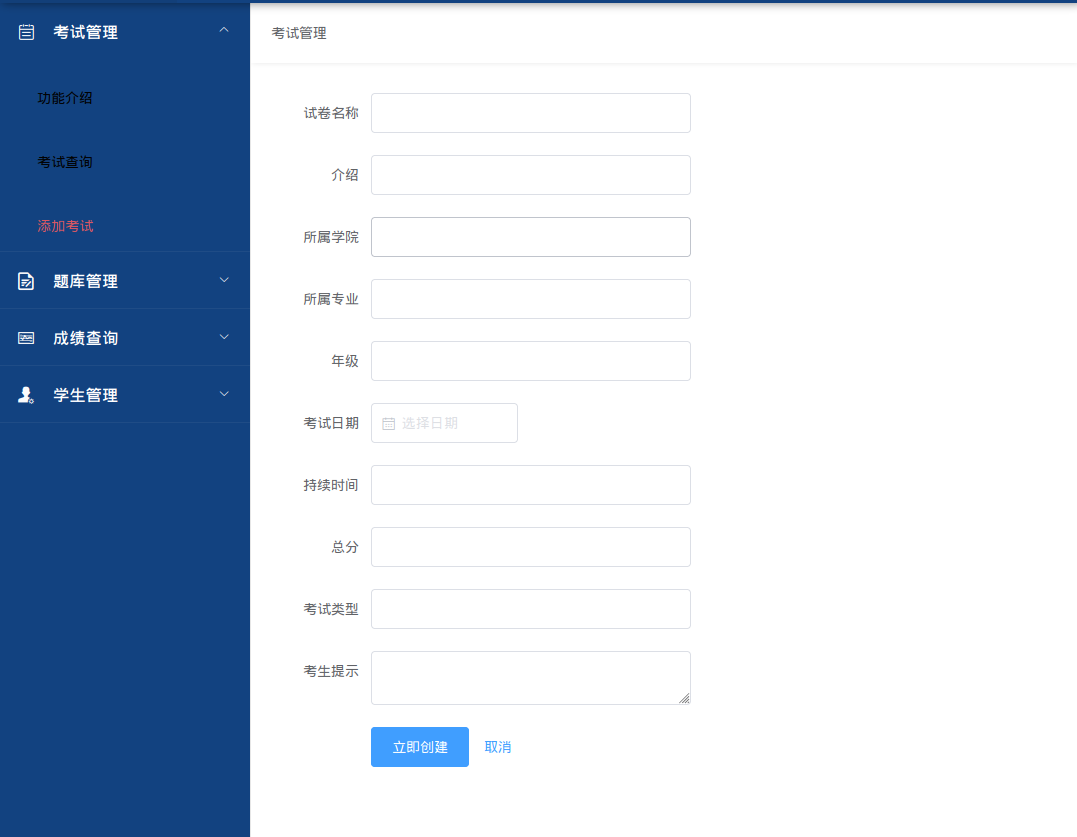 考试管理
功能介绍
考试查询
添加考试
题库管理
成绩查询
学生管理
考试管理
试卷名称
介绍
所属学院
所属专业
年级
考试日期
选择日期
持续时间
总分
考试类型
考生提示
立即创建
取消